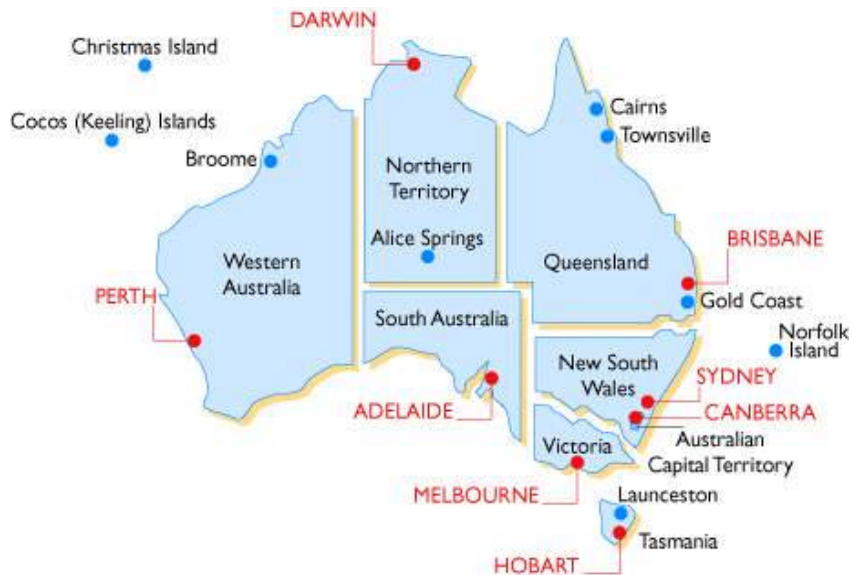 DARWIN
Christmas Island
Cocos (Keeling) Islands
Broome
Cairns
Townsville
Northern
Territory
Alice Springs
Western
Australia
Queensland
BRISBANE
PERTH
Gold Coast
South Australia
Norfolk
Island
New South
Wales
SYDNEY
ADELAIDE
CANBERRA
Australian
Capital Territory
Victoria
MELBOURNE
Launceston
Tasmania
HOBART